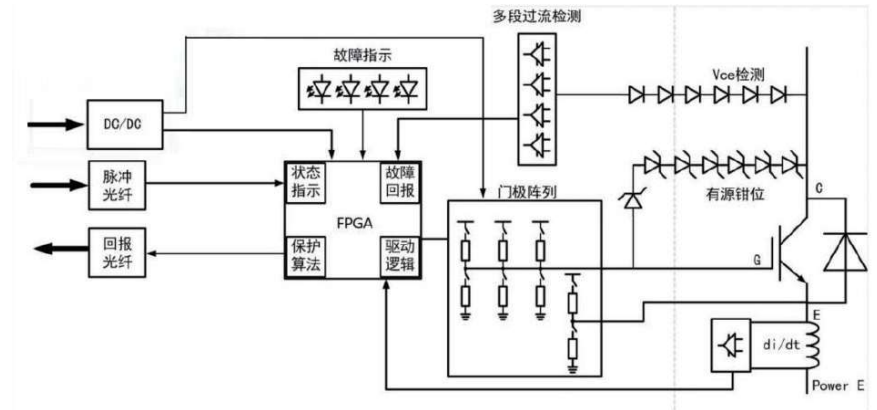 多段过流检测
故障指示
Vce检测
DC/DC
脉冲
光纤
状态
指示
故障
回报
门极阵列
有源钳位
C
FPGA
回报
光纤
保护
算法
驱动
逻辑
G
E
di/dt
Power E